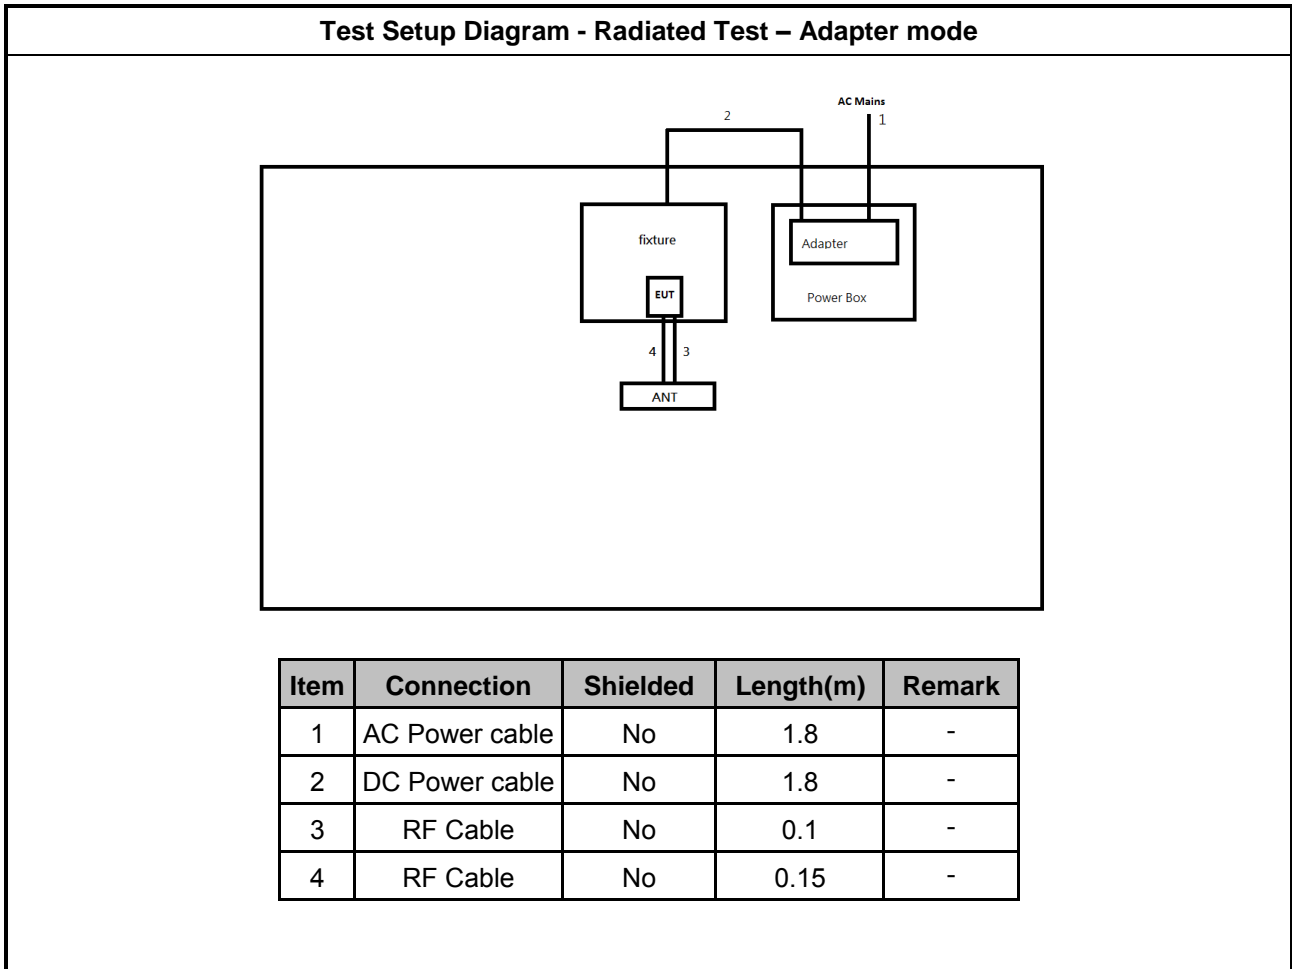 Test Setup Diagram - Radiated Test – Adapter mode
AC Mains
2
1
fixture
Adapter
EUT
Power Box
4
3
ANT
Item Connection Shielded Length(m) Remark
1 AC Power cable No 1.8 -
2 DC Power cable No 1.8 -
3 RF Cable No 0.1 -
4 RF Cable No 0.15 -